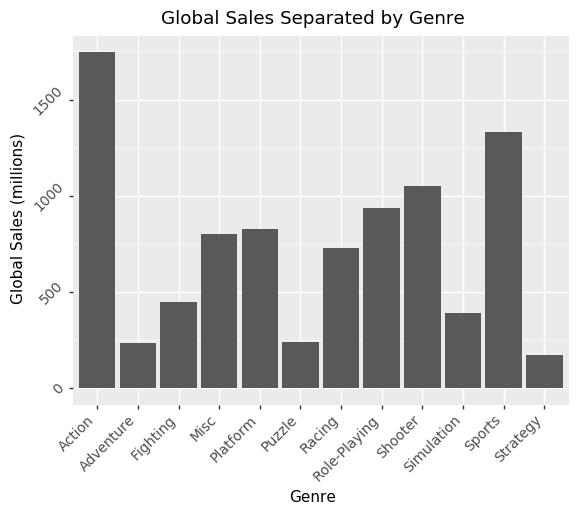 Global Sales Separated by Genre
Global Sales (millions)
1500
1000
500
0
Action
Adventure
Fighting
Misc
Platform
Puzzle
Racing
Role-Playing
Shooter
Simulation
Sports
Strategy
Genre